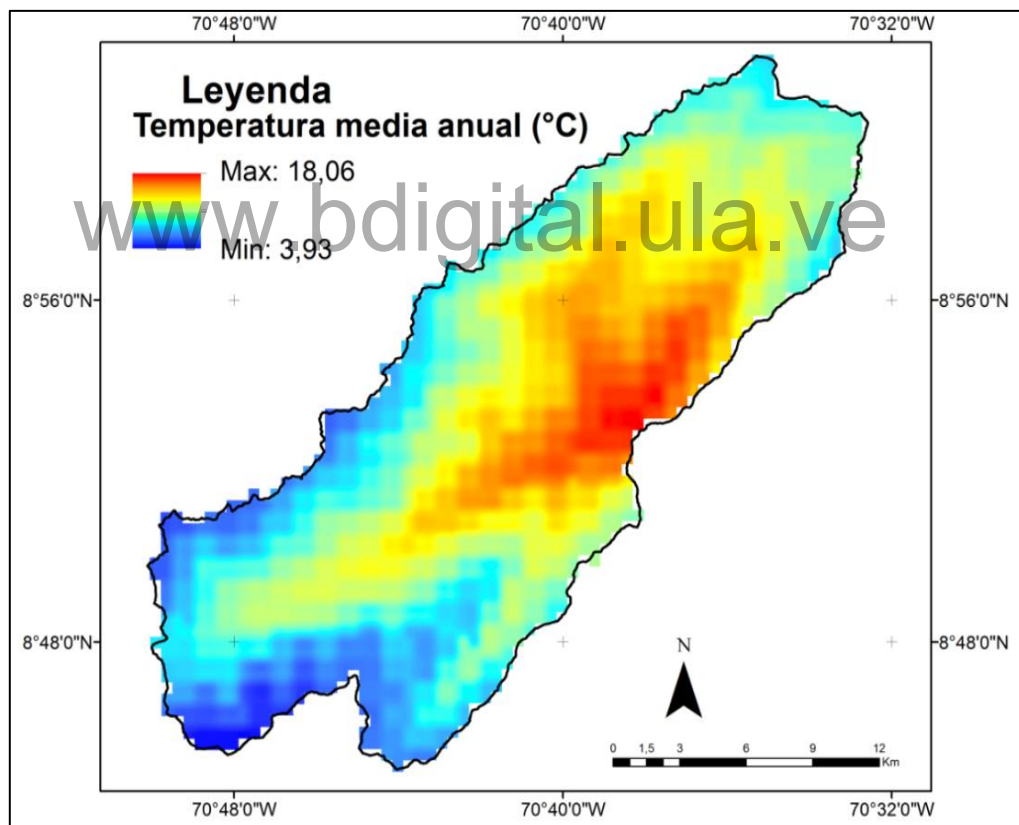 70°48'0"W 70°40'0"W 70°32'0"W
Leyenda
Temperatura media anual (°C)
Max: 18,06
www.bdigital.ula.ve
Min: 3,93
8°56'0"N 8°56'0"N
8°48'0"N 8°48'0"N
N
0 1,5 3 6 9 12
Km
70°48'0"W 70°40'0"W 70°32'0"W